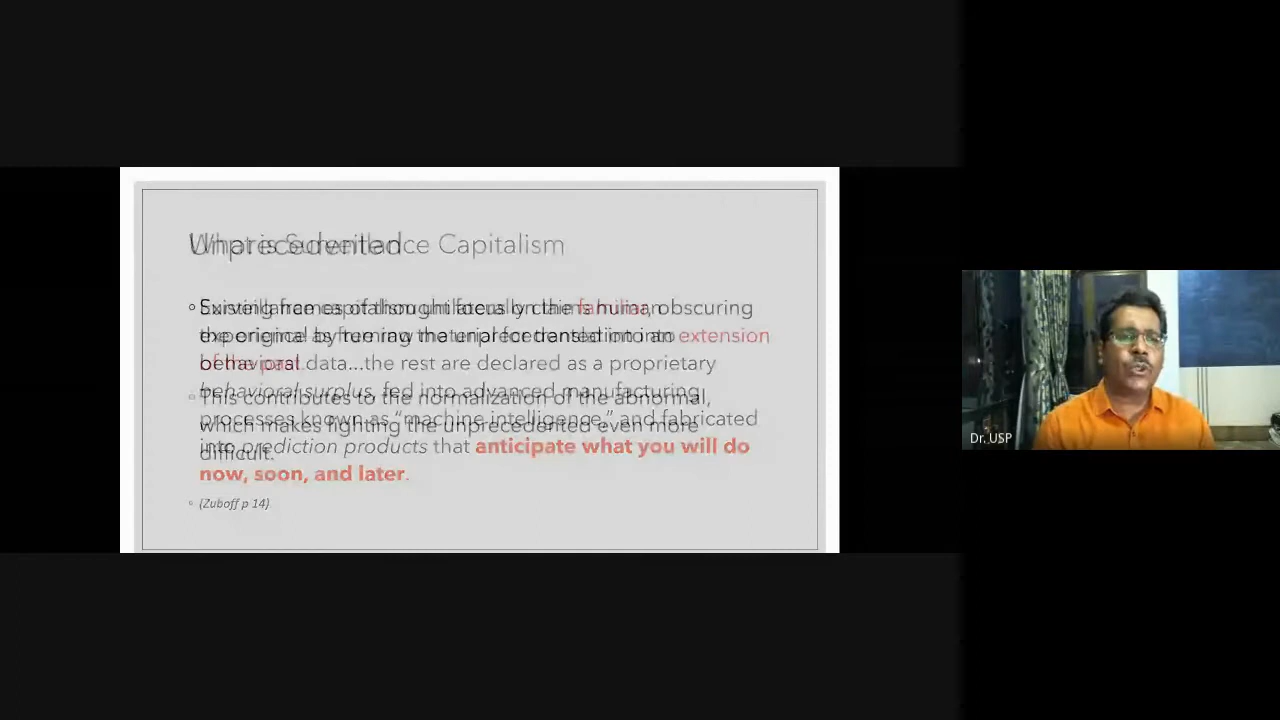 What is Surveillance Capitalism
Surveillance capitalism unilaterally claims human
experience as free raw material for translation into
behavioral data...the rest are declared as a proprietary
behavioral surplus, fed into advanced manufacturing
processes known as “machine intelligence,” and fabricated
into prediction products that anticipate what you will do
now, soon, and later.
(Zuboff p 14)
Unprecedented
Existing frames of thought focus on the familiar, obscuring
the original by turning the unprecedented into an extension
of the past.
This contributes to the normalization of the abnormal,
which makes fighting the unprecedented even more
difficult.
Dr. USP